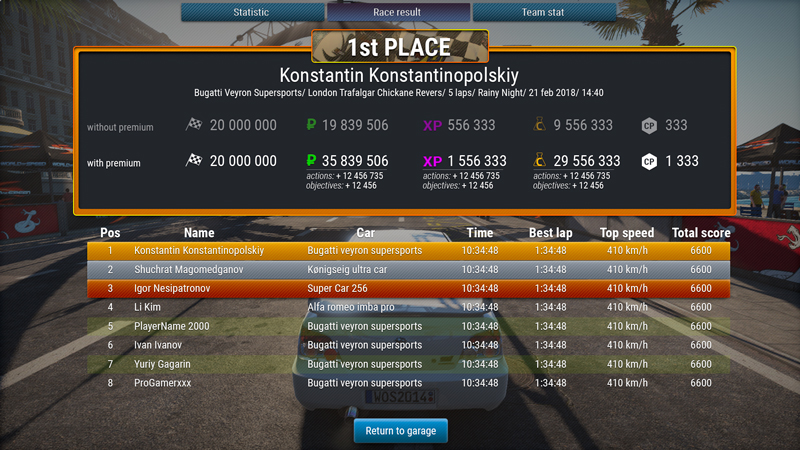 Statistic
Race result
Team stat
1st PLACE
Konstantin Konstantinopolskiy
Bugatti Veyron Supersports/ London Trafalgar Chickane Revers/ 5 laps/ Rainy Night/ 21 feb 2018/ 14:40
without premium 20 000 000 ₽ 19 839 506 XP 556 333 9 556 333 CP 333
with premium 20 000 000 ₽ 35 839 506 XP 1 556 333 29 556 333 CP 1 333
actions: + 12 456 735 actions: + 12 456 735 actions: + 12 456 735
objectives: + 12 456 objectives: + 12 456 objectives: + 12 456
Pos Name Car Time Best lap Top speed Total score
1 Konstantin Konstantinopolskiy Bugatti veyron supersports 10:34:48 1:34:48 410 km/h 6600
2 Shuchrat Magomedganov Kønigseig ultra car 10:34:48 1:34:48 410 km/h 6600
3 Igor Nesipatronov Super Car 256 10:34:48 1:34:48 410 km/h 6600
4 Li Kim Alfa romeo imba pro 10:34:48 1:34:48 410 km/h 6600
5 PlayerName 2000 Bugatti veyron supersports 10:34:48 1:34:48 410 km/h 6600
6 Ivan Ivanov Bugatti veyron supersports 10:34:48 1:34:48 410 km/h 6600
7 Yuriy Gagarin Bugatti veyron supersports 10:34:48 1:34:48 410 km/h 6600
8 ProGamerxxx Bugatti veyron supersports 10:34:48 1:34:48 410 km/h 6600
WOS2014
Return to garage